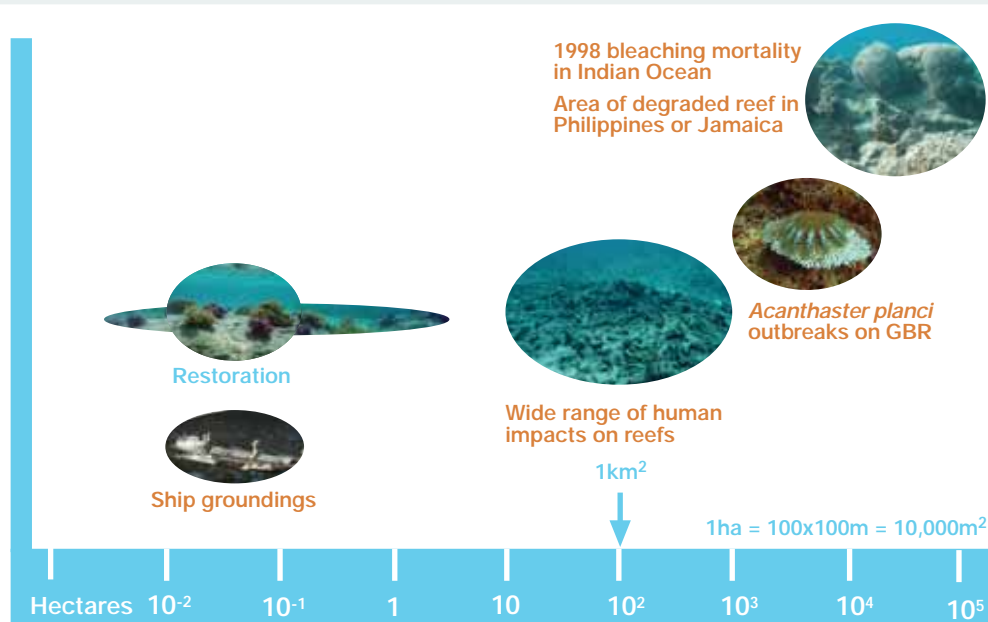 1998 bleaching mortality
in Indian Ocean
Area of degraded reef in
Philippines or Jamaica
Acanthaster planci
outbreaks on GBR
Restoration
Wide range of human
impacts on reefs
Ship groundings
1km²
1ha = 100x100m = 10,000m²
Hectares 10⁻² 10⁻¹ 1 10 10² 10³ 10⁴ 10⁵